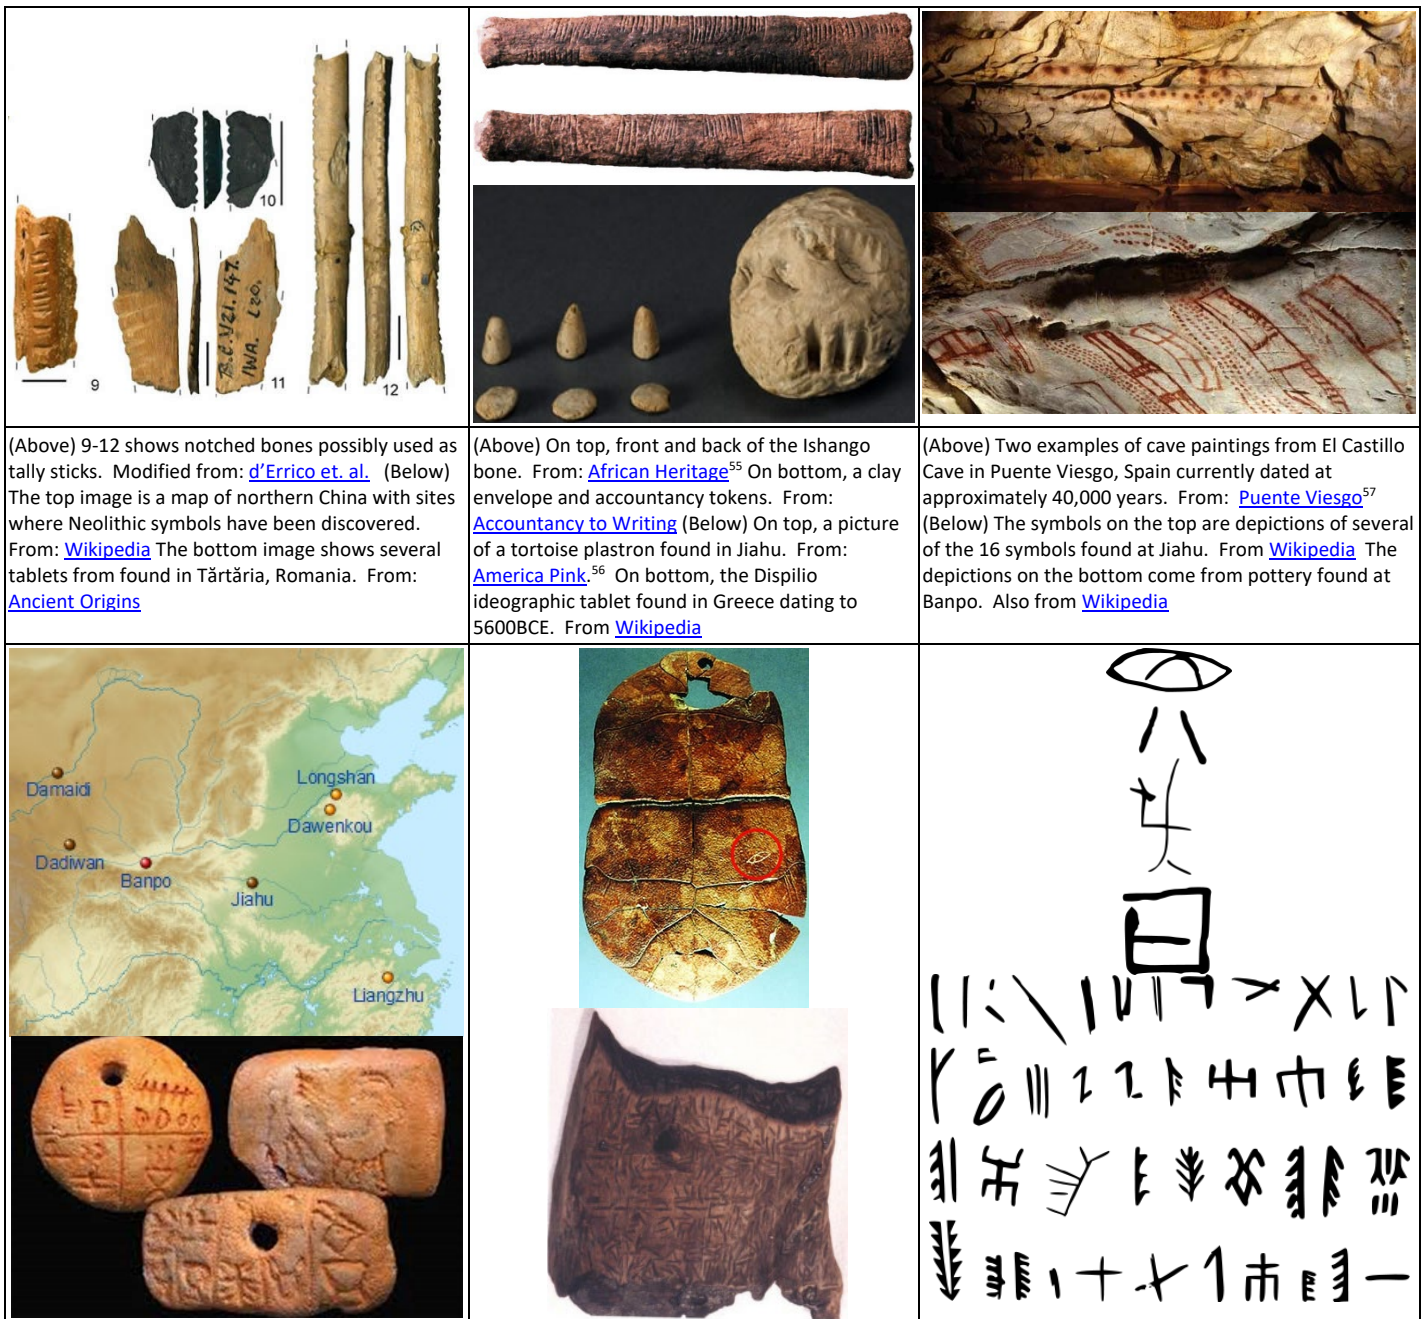 10
9
11
12
B.C. 1/21. 147.
IWA. L20.
(Above) 9-12 shows notched bones possibly used as
tally sticks.  Modified from: d’Errico et. al.   (Below)
The top image is a map of northern China with sites
where Neolithic symbols have been discovered.
From: Wikipedia The bottom image shows several
tablets from found in Tărtăria, Romania.  From:
Ancient Origins
(Above) On top, front and back of the Ishango
bone.  From: African Heritage55 On bottom, a clay
envelope and accountancy tokens.  From:
Accountancy to Writing (Below) On top, a picture
of a tortoise plastron found in Jiahu.  From:
America Pink.56  On bottom, the Dispilio
ideographic tablet found in Greece dating to
5600BCE.  From Wikipedia
(Above) Two examples of cave paintings from El Castillo
Cave in Puente Viesgo, Spain currently dated at
approximately 40,000 years.  From:  Puente Viesgo57
(Below) The symbols on the top are depictions of several
of the 16 symbols found at Jiahu.  From Wikipedia  The
depictions on the bottom come from pottery found at
Banpo.  Also from Wikipedia
Damaidi
Longshan
Dawenkou
Dadiwan
Banpo
Jiahu
Liangzhu